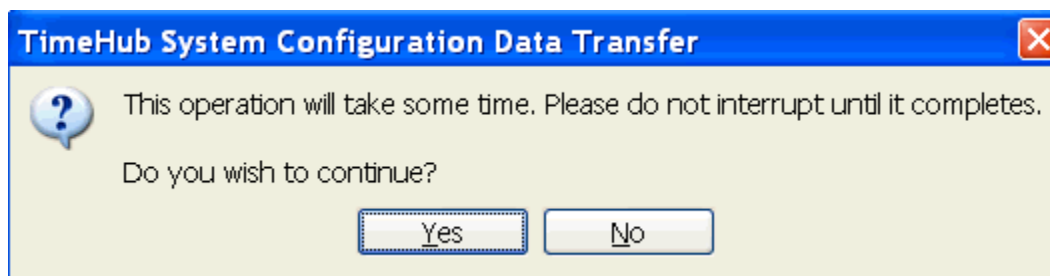 TimeHub System Configuration Data Transfer
This operation will take some time. Please do not interrupt until it completes.
Do you wish to continue?
Yes No